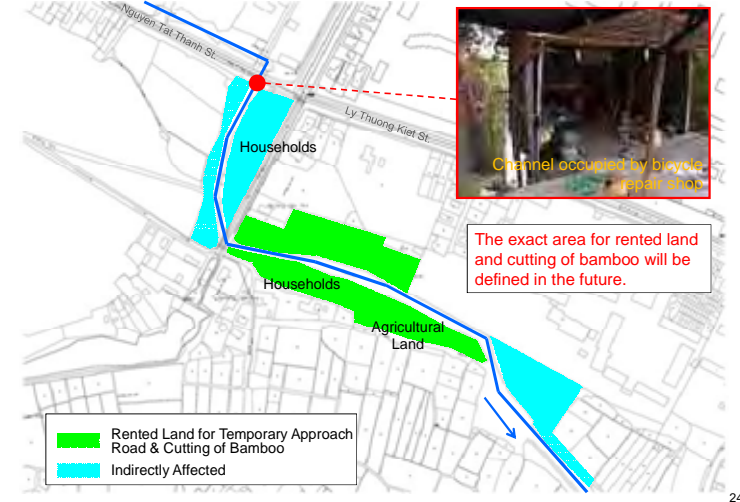 Nguyen Tat Thanh St.
Ly Thuong Kiet St.
Households
Channel occupied by bicycle
repair shop
The exact area for rented land
and cutting of bamboo will be
defined in the future.
Households
Agricultural
Land
Rented Land for Temporary Approach
Road & Cutting of Bamboo
Indirectly Affected
24